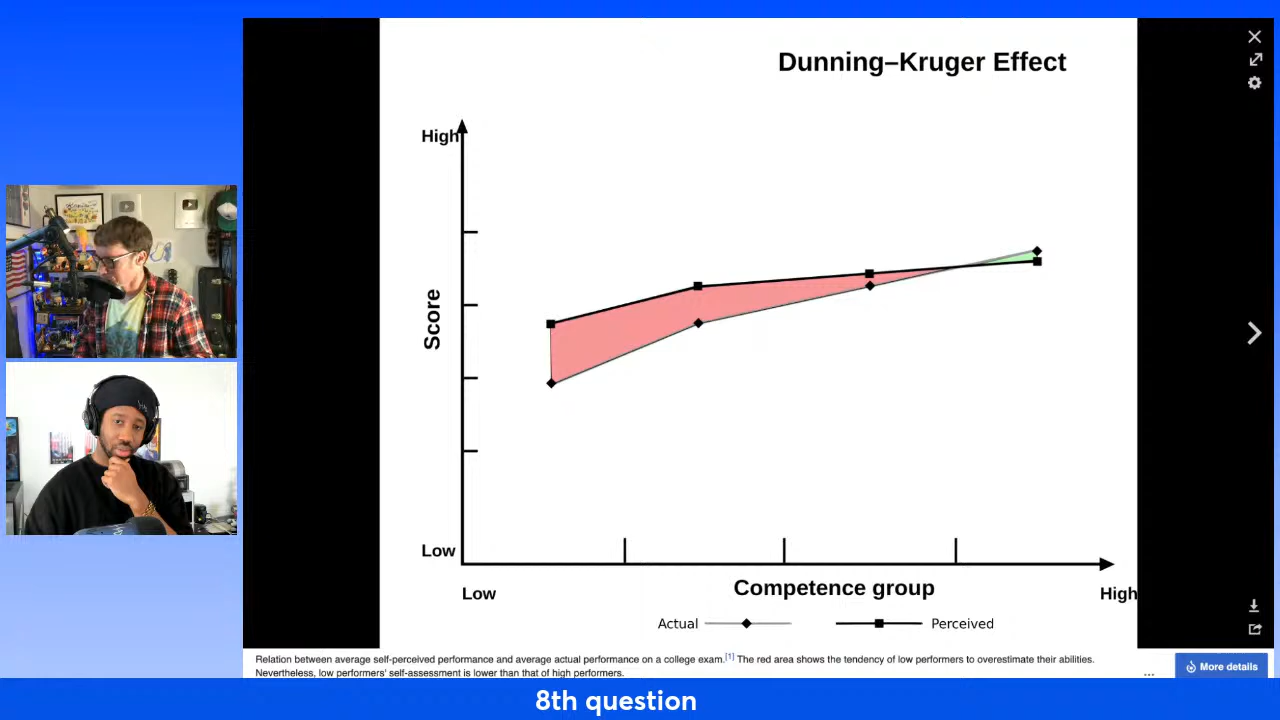 Dunning–Kruger Effect
High
Score
Low
Low
Competence group
High
Actual
Perceived
Relation between average self-perceived performance and average actual performance on a college exam.[1] The red area shows the tendency of low performers to overestimate their abilities.
Nevertheless, low performers' self-assessment is lower than that of high performers.
...
More details
8th question